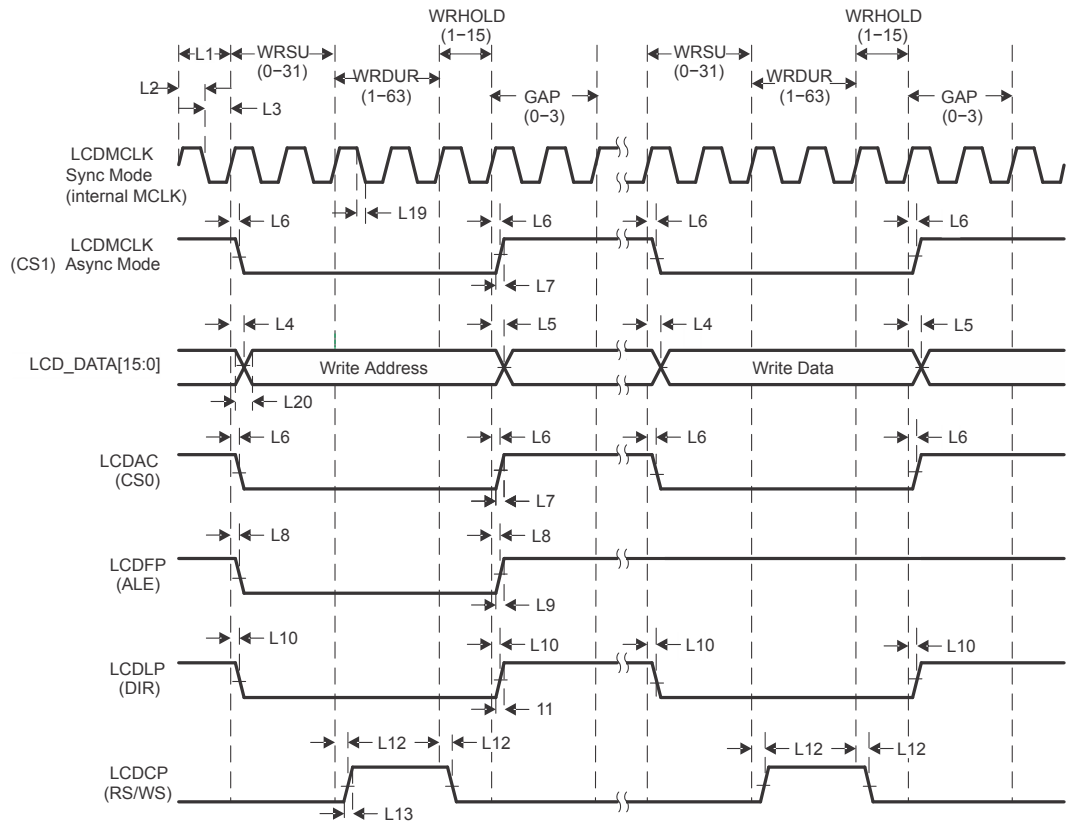 WRHOLD
(1−15)
WRHOLD
(1−15)
L1
WRSU
(0−31)
WRSU
(0−31)
L2
WRDUR
(1−63)
WRDUR
(1−63)
L3
GAP
(0−3)
GAP
(0−3)
LCDMCLK
Sync Mode
(internal MCLK)
L19
L6
L6
L6
L6
LCDMCLK
(CS1) Async Mode
L7
L4
L5
L4
L5
LCD_DATA[15:0]
Write Address
Write Data
L20
L6
L6
L6
L6
LCDAC
(CS0)
L7
L8
L8
LCDFP
(ALE)
L9
L10
L10
L10
L10
LCDLP
(DIR)
11
L12
L12
L12
L12
LCDCP
(RS/WS)
L13